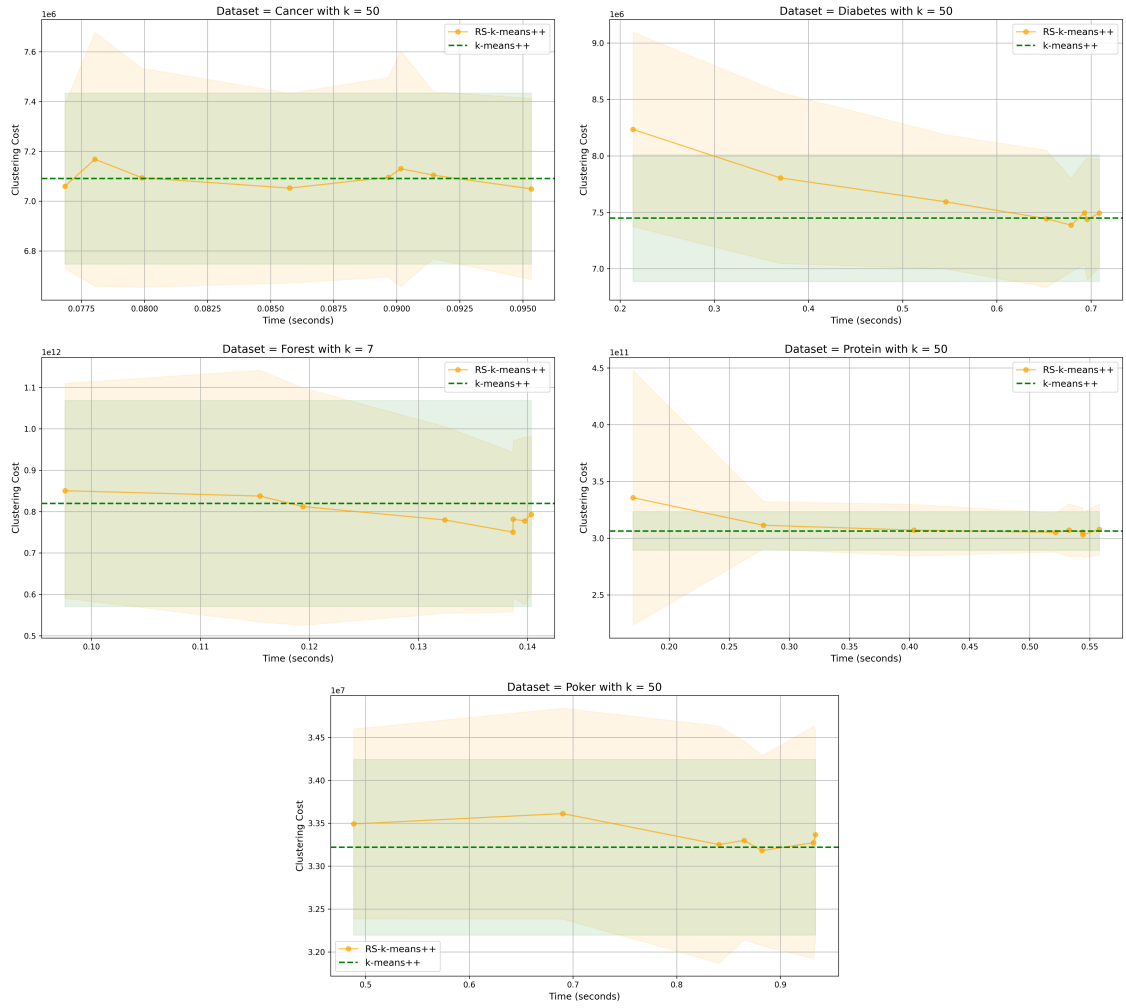 Dataset = Cancer with k = 50
1e6
RS-k-means++
k-means++
7.6
7.4
7.2
7.0
6.8
Clustering Cost
0.0775 0.0800 0.0825 0.0850 0.0875 0.0900 0.0925 0.0950
Time (seconds)
Dataset = Diabetes with k = 50
1e6
RS-k-means++
k-means++
9.0
8.5
8.0
7.5
7.0
Clustering Cost
0.2 0.3 0.4 0.5 0.6 0.7
Time (seconds)
Dataset = Forest with k = 7
1e12
RS-k-means++
k-means++
1.1
1.0
0.9
0.8
0.7
0.6
0.5
Clustering Cost
0.10 0.11 0.12 0.13 0.14
Time (seconds)
Dataset = Protein with k = 50
1e11
RS-k-means++
k-means++
4.5
4.0
3.5
3.0
2.5
Clustering Cost
0.20 0.25 0.30 0.35 0.40 0.45 0.50 0.55
Time (seconds)
Dataset = Poker with k = 50
1e7
3.45
3.40
3.35
3.30
3.25
3.20
Clustering Cost
RS-k-means++
k-means++
0.5 0.6 0.7 0.8 0.9
Time (seconds)